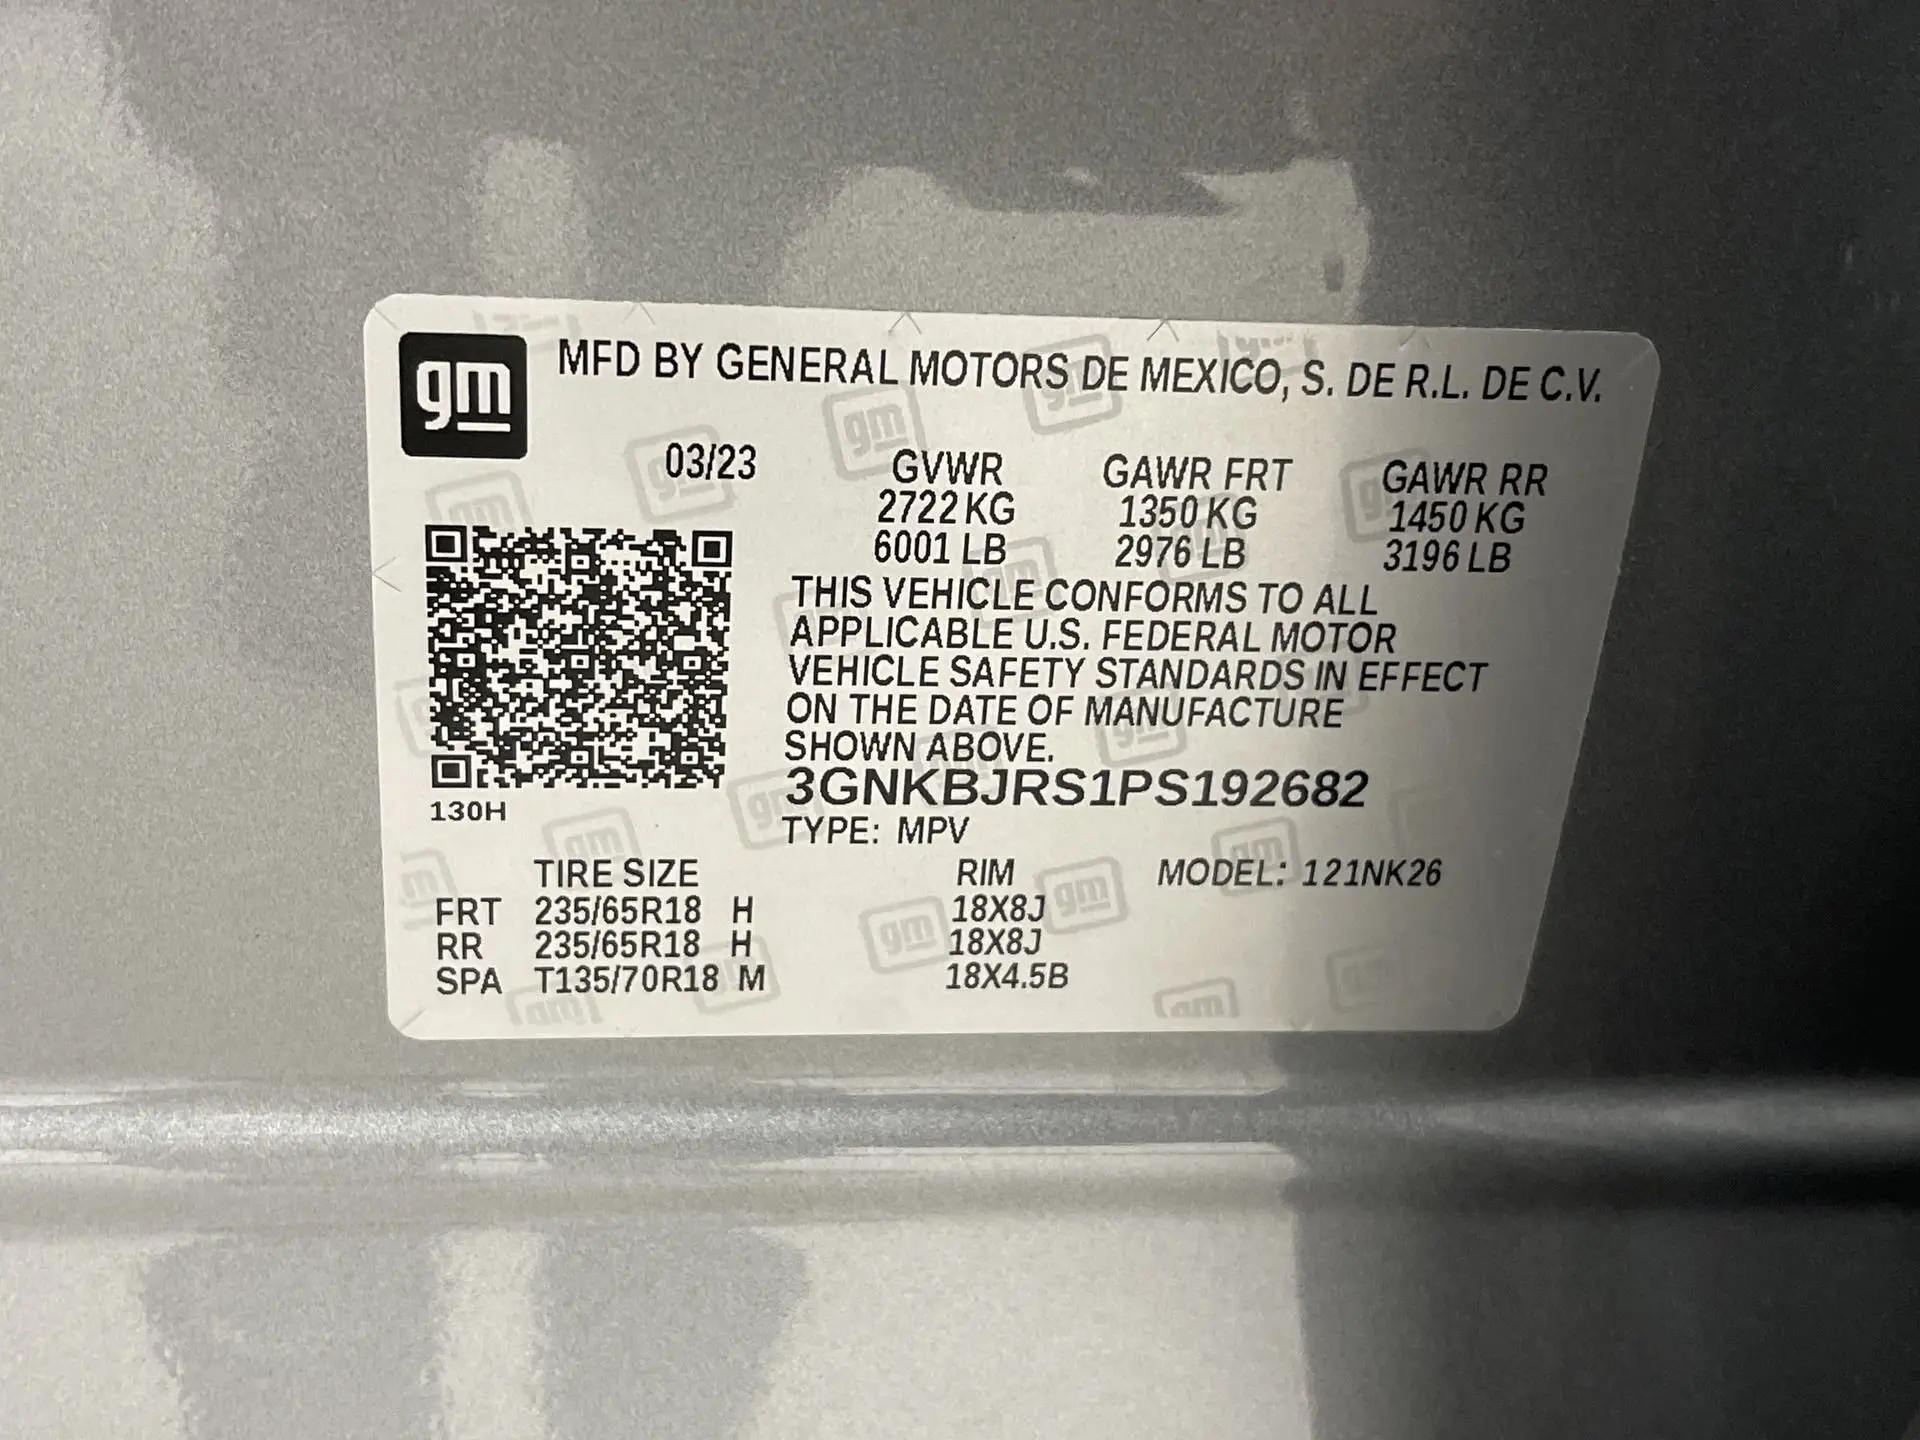 gm MFD BY GENERAL MOTORS DE MEXICO, S. DE R.L. DE C.V.
03/23 GVWR GAWR FRT GAWR RR
2722 KG 1350 KG 1450 KG
6001 LB 2976 LB 3196 LB
THIS VEHICLE CONFORMS TO ALL
APPLICABLE U.S. FEDERAL MOTOR
VEHICLE SAFETY STANDARDS IN EFFECT
ON THE DATE OF MANUFACTURE
SHOWN ABOVE.
3GNKBJRS1PS192682
130H
TYPE: MPV
TIRE SIZE RIM MODEL: 121NK26
FRT 235/65R18 H 18X8J
RR 235/65R18 H 18X8J
SPA T135/70R18 M 18X4.5B